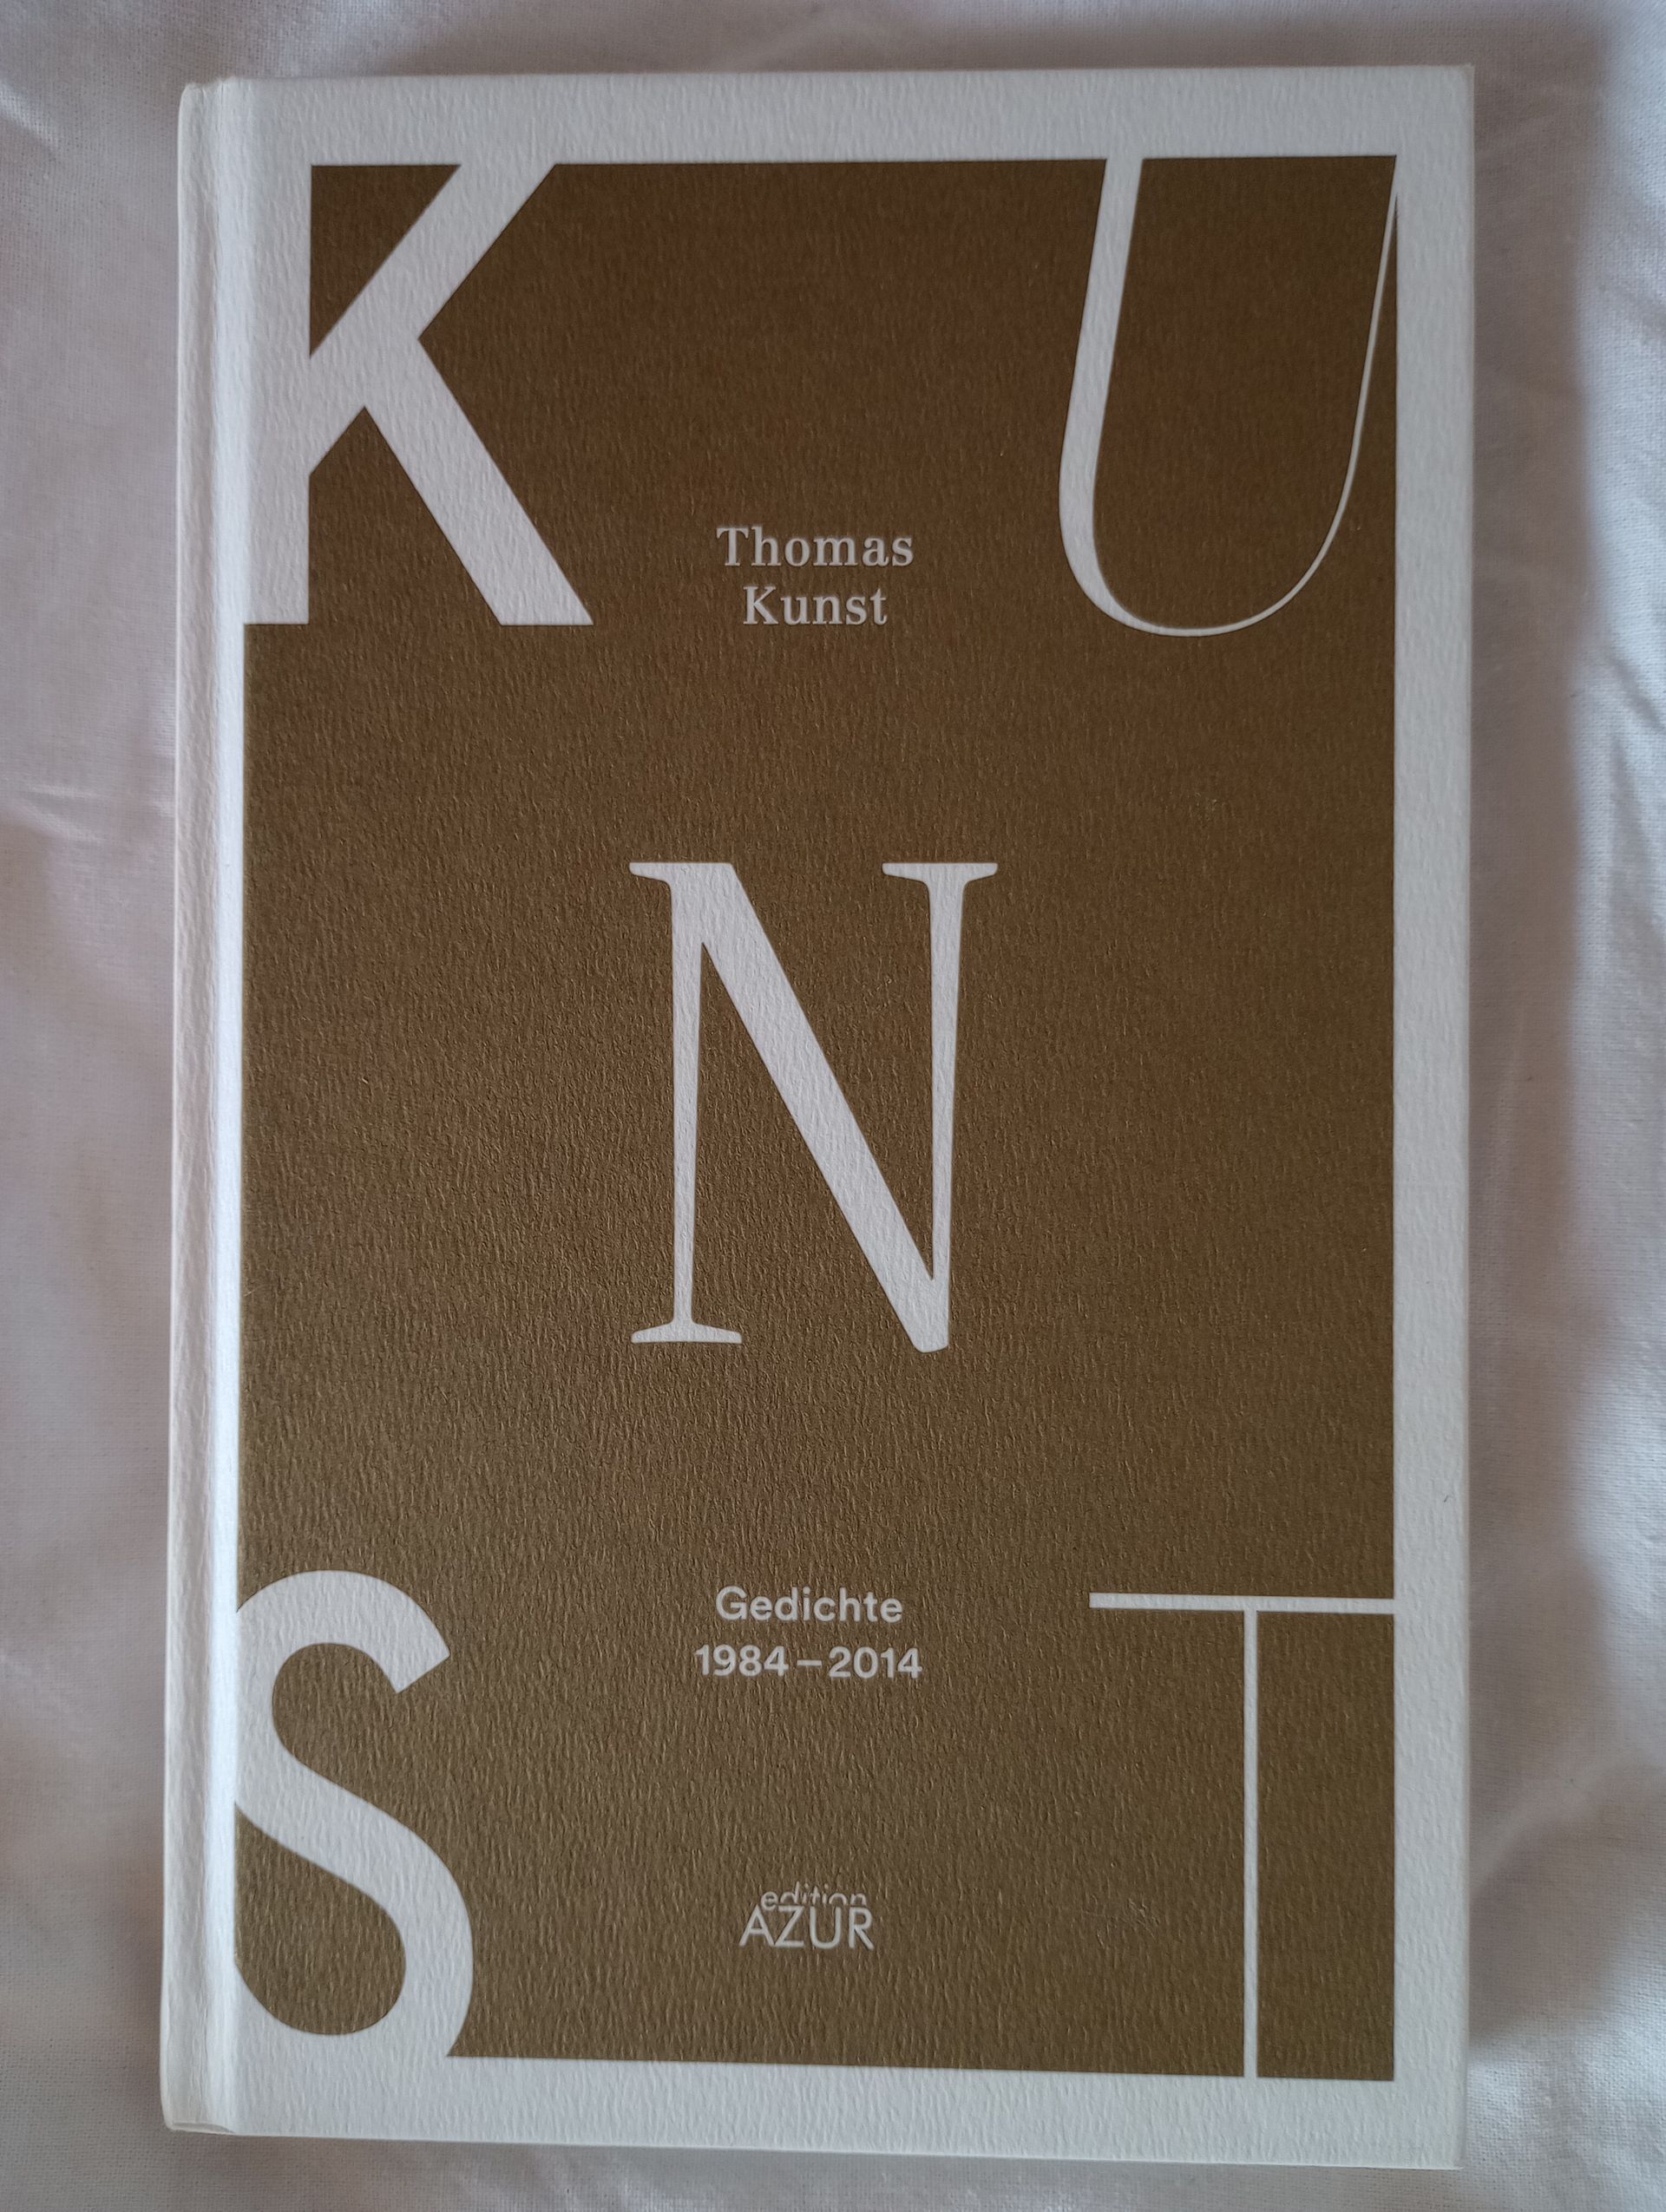 K U
Thomas
Kunst
N
Gedichte
1984–2014
S T
edition
AZUR